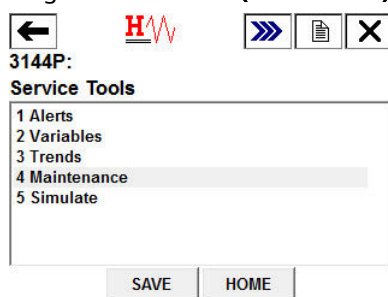 H
3144P:
Service Tools
1 Alerts
2 Variables
3 Trends
4 Maintenance
5 Simulate
SAVE HOME